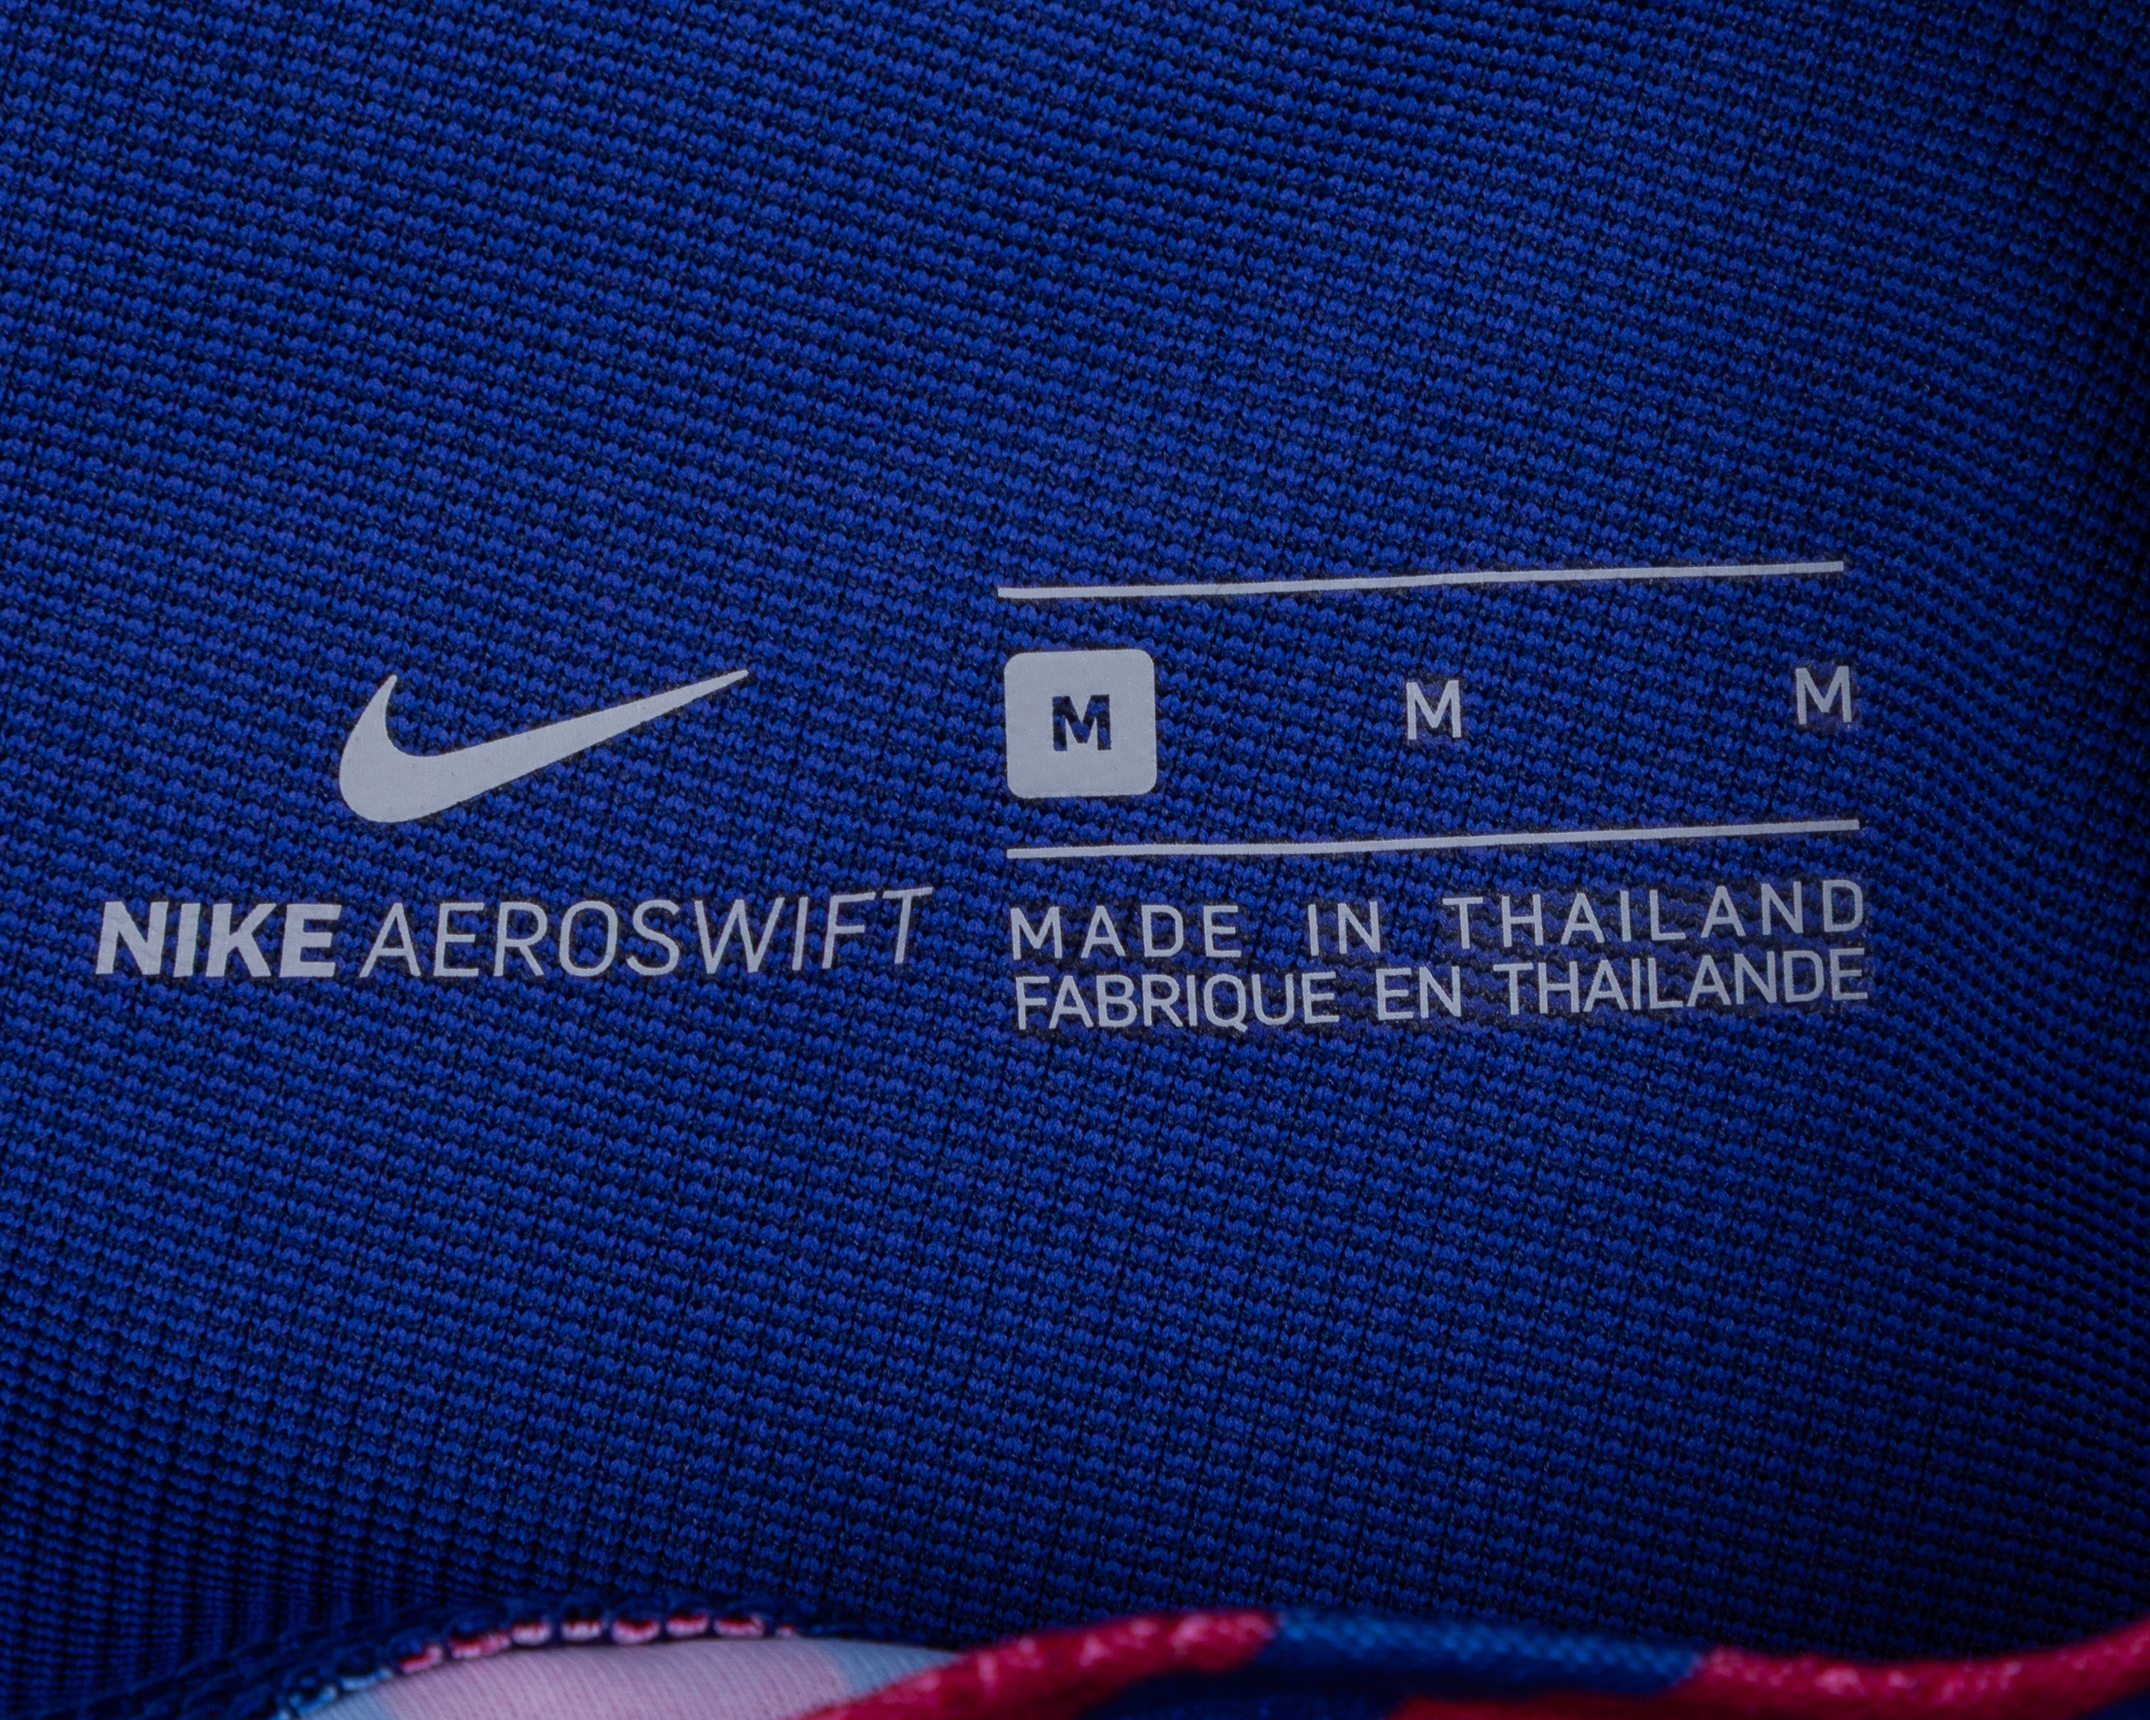 M M M
NIKE AEROSWIFT
MADE IN THAILAND
FABRIQUE EN THAILANDE